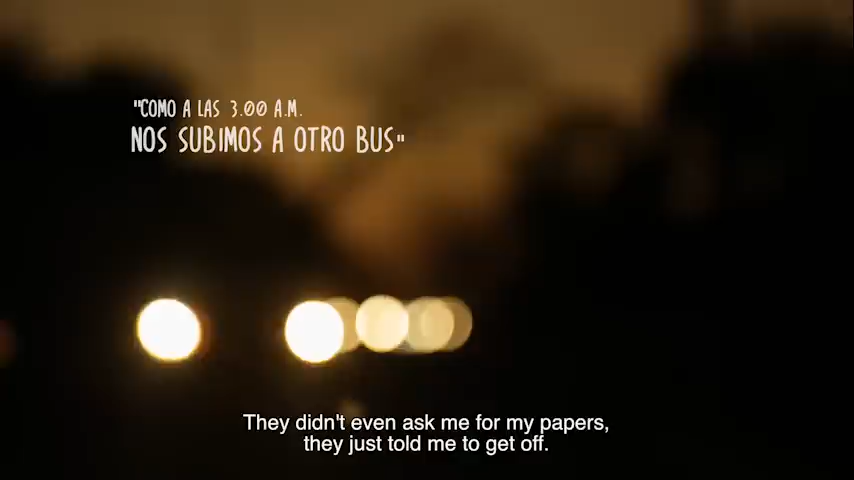 "COMO A LAS 3.00 A.M.
NOS SUBIMOS A OTRO BUS"
They didn't even ask me for my papers,
they just told me to get off.